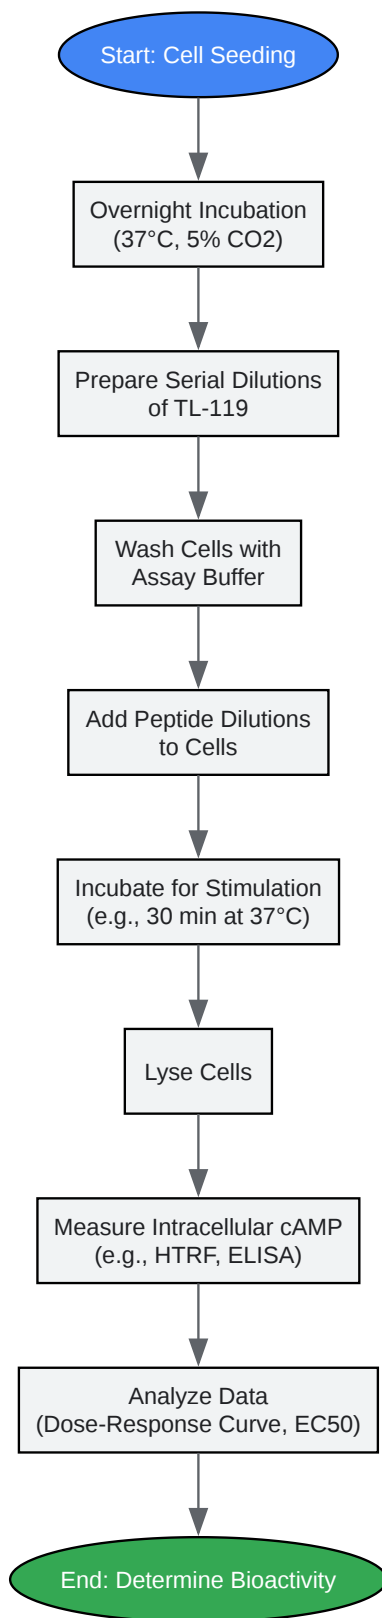 Start: Cell Seeding
Overnight Incubation
(37°C, 5% CO2)
Prepare Serial Dilutions
of TL-119
Wash Cells with
Assay Buffer
Add Peptide Dilutions
to Cells
Incubate for Stimulation
(e.g., 30 min at 37°C)
Lyse Cells
Measure Intracellular cAMP
(e.g., HTRF, ELISA)
Analyze Data
(Dose-Response Curve, EC50)
End: Determine Bioactivity